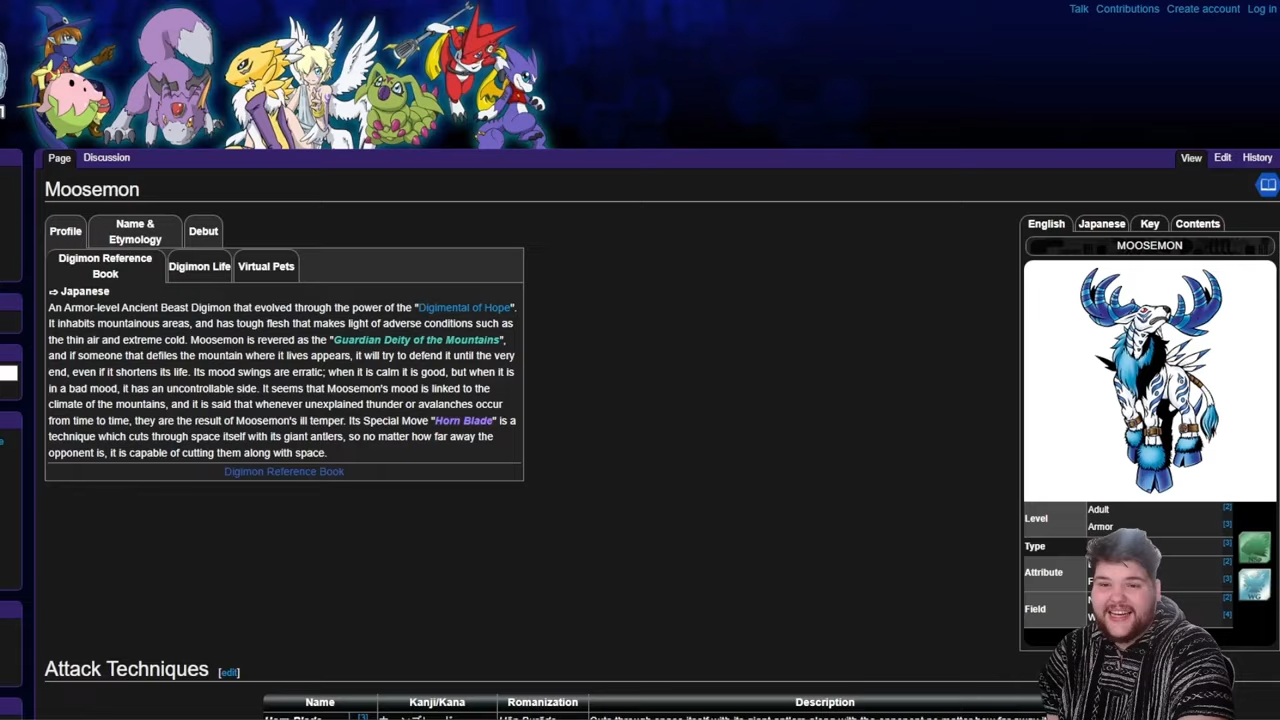 Talk Contributions Create account Log in
Page Discussion View Edit History
Moosemon
Profile Name & Etymology Debut
Digimon Reference Book Digimon Life Virtual Pets
⇨ Japanese
An Armor-level Ancient Beast Digimon that evolved through the power of the "Digimental of Hope".
It inhabits mountainous areas, and has tough flesh that makes light of adverse conditions such as
the thin air and extreme cold. Moosemon is revered as the "Guardian Deity of the Mountains",
and if someone that defiles the mountain where it lives appears, it will try to defend it until the very
end, even if it shortens its life. Its mood swings are erratic; when it is calm it is good, but when it is
in a bad mood, it has an uncontrollable side. It seems that Moosemon's mood is linked to the
climate of the mountains, and it is said that whenever unexplained thunder or avalanches occur
from time to time, they are the result of Moosemon's ill temper. Its Special Move "Horn Blade" is a
technique which cuts through space itself with its giant antlers, so no matter how far away the
opponent is, it is capable of cutting them along with space.
Digimon Reference Book
English Japanese Key Contents
MOOSEMON
Level Adult [2]
Armor [3]
Type [3]
Attribute [2]
[3]
Field [2]
[4]
WG
Attack Techniques [edit]
Name Kanji/Kana Romanization Description
Horn Blade [3]